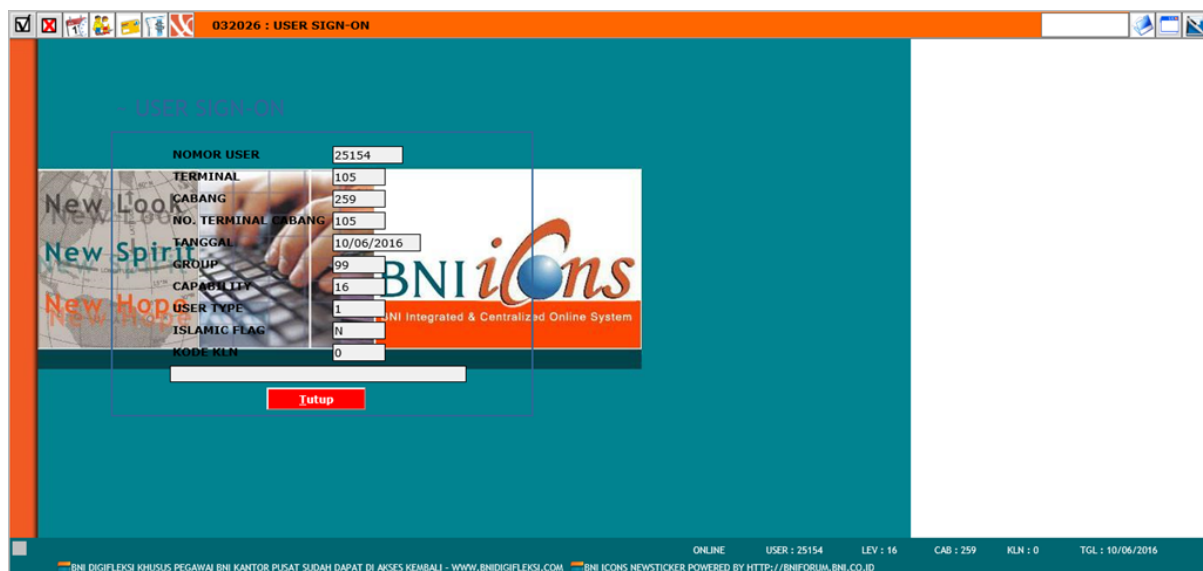 032026 : USER SIGN-ON
- USER SIGN-ON
NOMOR USER 25154
TERMINAL 105
CABANG 259
NO. TERMINAL CABANG 105
TANGGAL 10/06/2016
GROUP 99
CAPABILITY 16
USER TYPE 1
ISLAMIC FLAG N
KODE KLN 0
Tutup
New Look
New Spirit
New Hope
BNI icons
BNI Integrated & Centralized Online System
ONLINE USER : 25154 LEV : 16 CAB : 259 KLN : 0 TGL : 10/06/2016
BNI DIGIFLEKSI KHUSUS PEGAWAI BNI KANTOR PUSAT SUDAH DAPAT DI AKSES KEMBALI - WWW.BNIDIGIFLEKSI.COM BNI ICONS NEWSTICKER POWERED BY HTTP://BNIFORUM.BNI.CO.ID